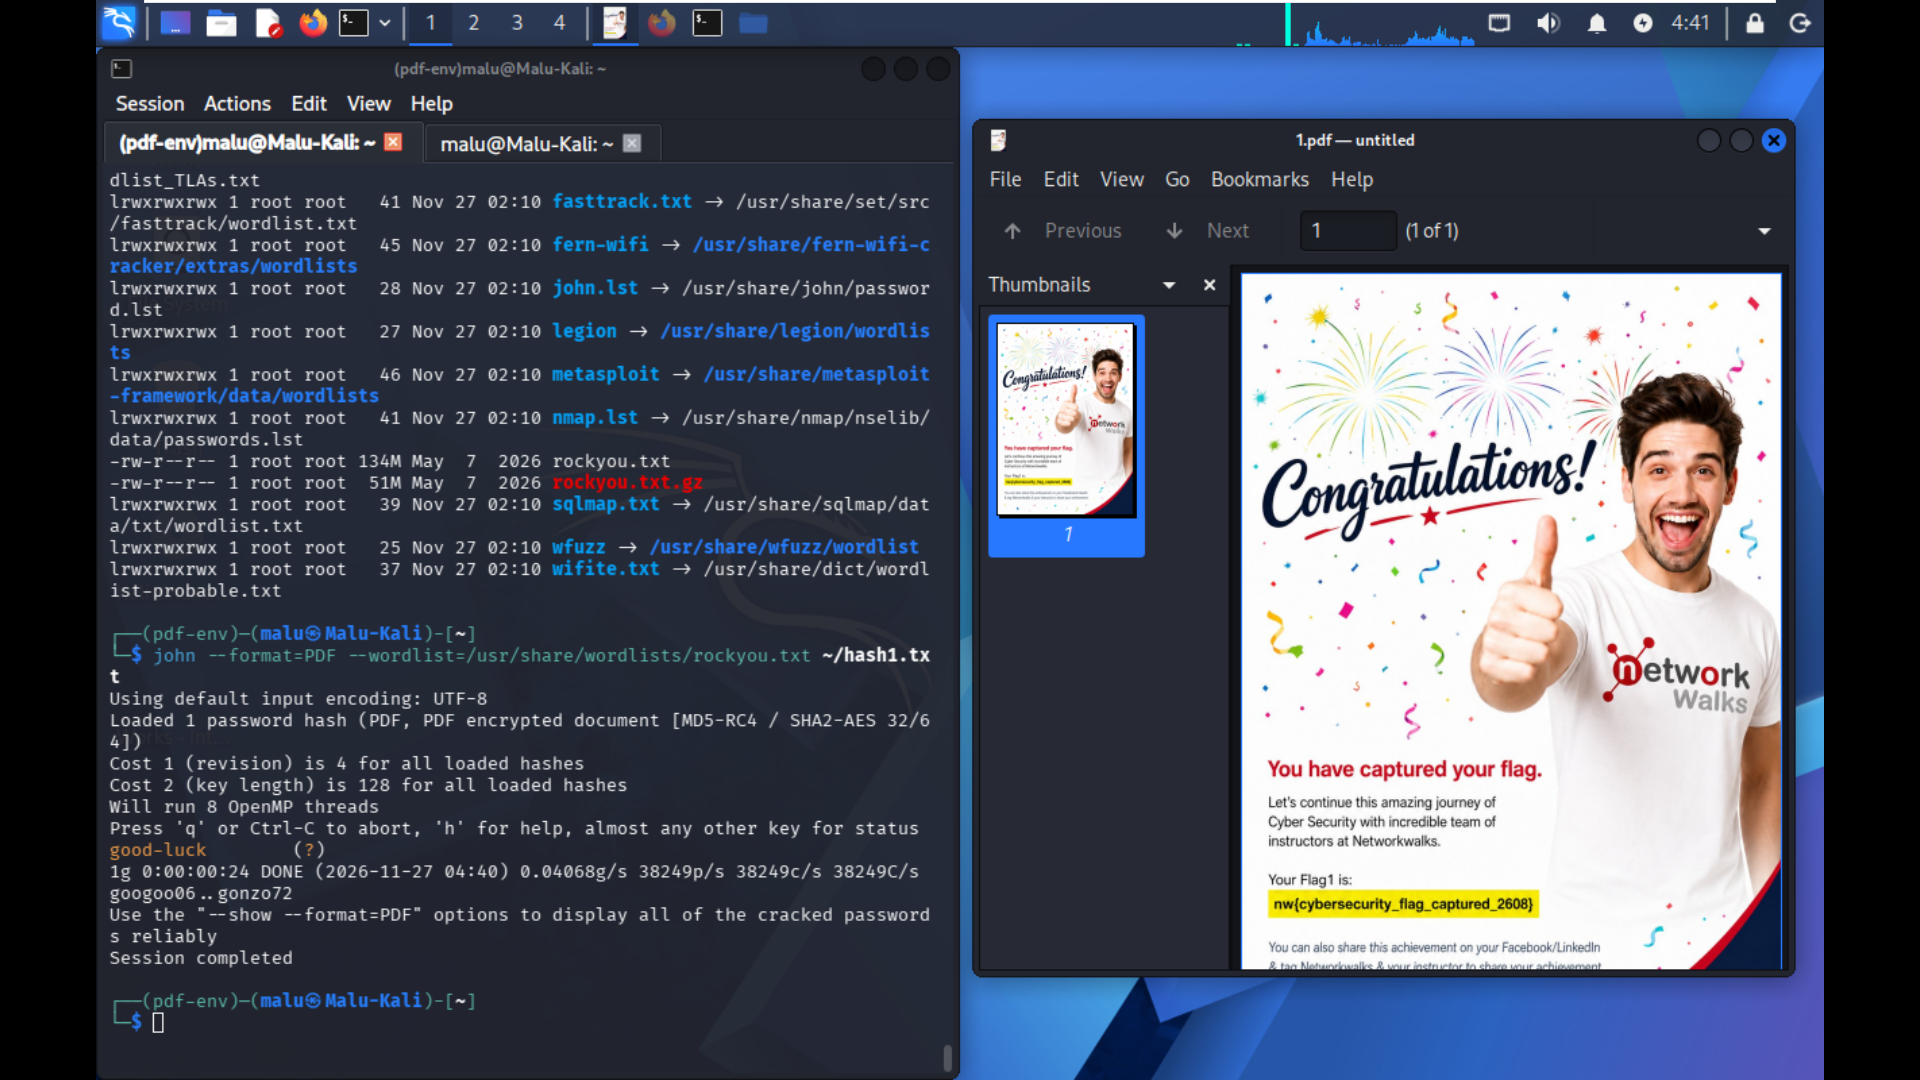 1
2
3
4
4:41
(pdf-env)malu@Malu-Kali: ~
Session Actions Edit View Help
(pdf-env)malu@Malu-Kali: ~
malu@Malu-Kali: ~
dlist_TLAs.txt
lrwxrwxrwx 1 root root 41 Nov 27 02:10 fasttrack.txt → /usr/share/set/src
/fasttrack/wordlist.txt
lrwxrwxrwx 1 root root 45 Nov 27 02:10 fern-wifi → /usr/share/fern-wifi-c
racker/extras/wordlists
lrwxrwxrwx 1 root root 28 Nov 27 02:10 john.lst → /usr/share/john/passwor
d.lst
lrwxrwxrwx 1 root root 27 Nov 27 02:10 legion → /usr/share/legion/wordlis
ts
lrwxrwxrwx 1 root root 46 Nov 27 02:10 metasploit → /usr/share/metasploit
-framework/data/wordlists
lrwxrwxrwx 1 root root 41 Nov 27 02:10 nmap.lst → /usr/share/nmap/nselib/
data/passwords.lst
-rw-r--r-- 1 root root 134M May 7 2026 rockyou.txt
-rw-r--r-- 1 root root 51M May 7 2026 rockyou.txt.gz
lrwxrwxrwx 1 root root 39 Nov 27 02:10 sqlmap.txt → /usr/share/sqlmap/dat
a/txt/wordlist.txt
lrwxrwxrwx 1 root root 25 Nov 27 02:10 wfuzz → /usr/share/wfuzz/wordlist
lrwxrwxrwx 1 root root 37 Nov 27 02:10 wifite.txt → /usr/share/dict/wordl
ist-probable.txt
┌──(pdf-env)─(malu㉿Malu-Kali)-[~]
└─$ john --format=PDF --wordlist=/usr/share/wordlists/rockyou.txt ~/hash1.tx
t
Using default input encoding: UTF-8
Loaded 1 password hash (PDF, PDF encrypted document [MD5-RC4 / SHA2-AES 32/6
4])
Cost 1 (revision) is 4 for all loaded hashes
Cost 2 (key length) is 128 for all loaded hashes
Will run 8 OpenMP threads
Press 'q' or Ctrl-C to abort, 'h' for help, almost any other key for status
good-luck (?)
1g 0:00:00:24 DONE (2026-11-27 04:40) 0.04068g/s 38249p/s 38249c/s 38249C/s
googoo06..gonzo72
Use the "--show --format=PDF" options to display all of the cracked password
s reliably
Session completed
┌──(pdf-env)─(malu㉿Malu-Kali)-[~]
└─$
1.pdf — untitled
File Edit View Go Bookmarks Help
Previous Next 1 (1 of 1)
Thumbnails
Congratulations!
network
Walks
You have captured your flag.
1
Congratulations!
network
Walks
You have captured your flag.
Let's continue this amazing journey of
Cyber Security with incredible team of
instructors at Networkwalks.
Your Flag1 is:
nw{cybersecurity_flag_captured_2608}
You can also share this achievement on your Facebook/LinkedIn
& tag Networkwalks & your instructor to share your achievement